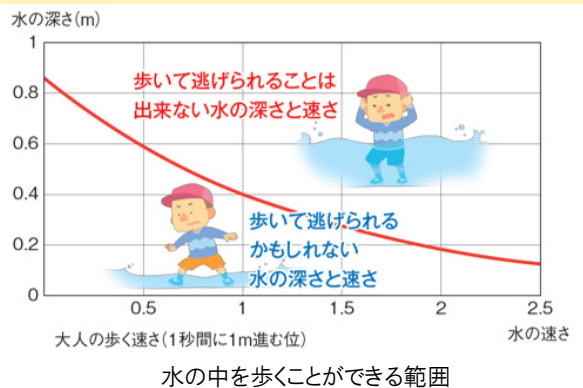 水の深さ(m)
1
0.8
0.6
0.4
0.2
0
歩いて逃げられることは
出来ない水の深さと速さ
歩いて逃げられる
かもしれない
水の深さと速さ
0.5
1
1.5
2
2.5
大人の歩く速さ(1秒間に1m進む位)
水の速さ
水の中を歩くことができる範囲